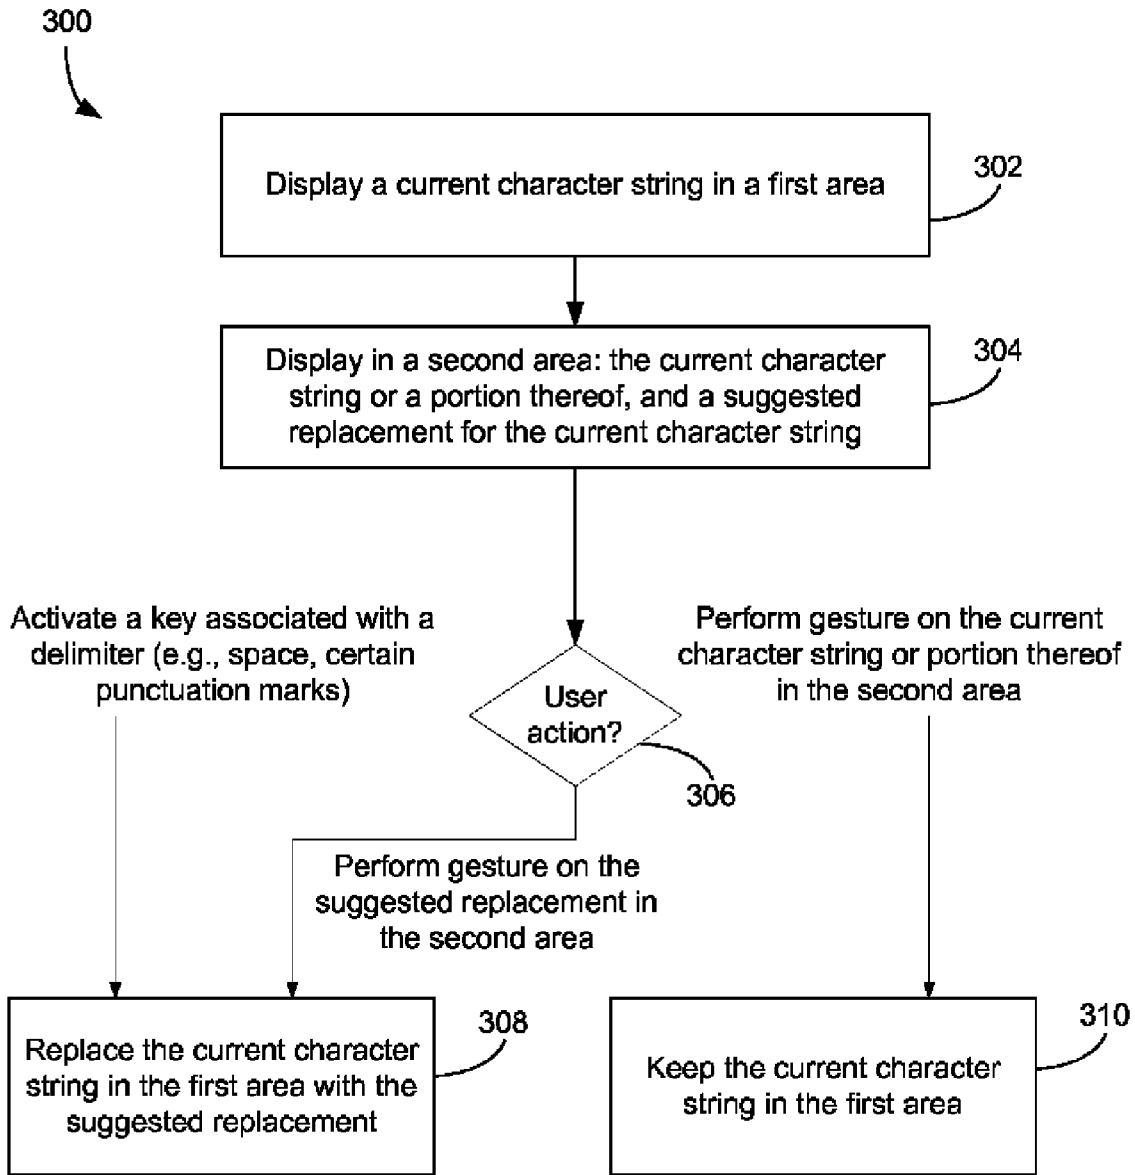 300
Display a current character string in a first area
302
Display in a second area: the current character
string or a portion thereof, and a suggested
replacement for the current character string
304
Activate a key associated with a
delimiter (e.g., space, certain
punctuation marks)
Perform gesture on the current
character string or portion thereof
in the second area
User
action?
306
Perform gesture on the
suggested replacement in
the second area
Replace the current character
string in the first area with the
suggested replacement
308
Keep the current character
string in the first area
310